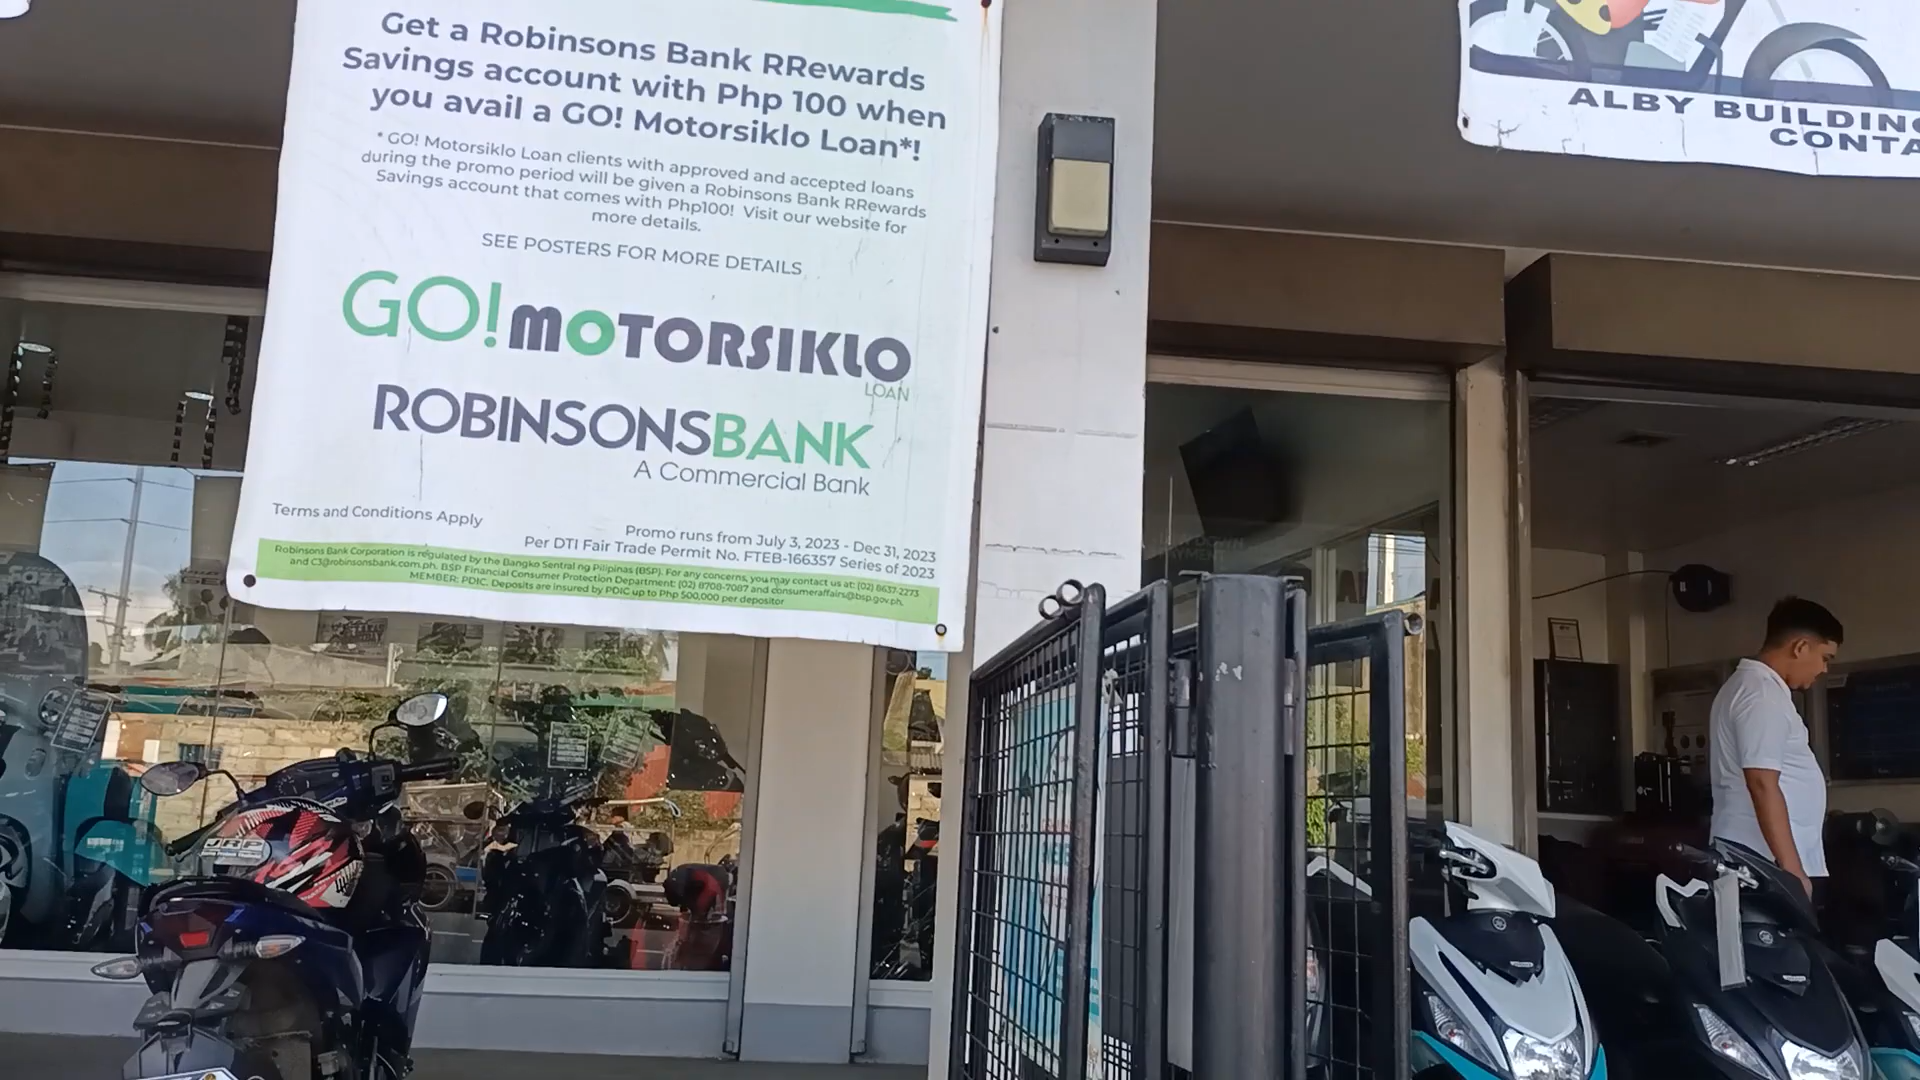 Get a Robinsons Bank RRewards
Savings account with Php 100 when
you avail a GO! Motorsiklo Loan*!
* GO! Motorsiklo Loan clients with approved and accepted loans
during the promo period will be given a Robinsons Bank RRewards
Savings account that comes with Php100! Visit our website for
more details.
SEE POSTERS FOR MORE DETAILS
GO! MOTORSIKLO
LOAN
ROBINSONSBANK
A Commercial Bank
Terms and Conditions Apply
Promo runs from July 3, 2023 - Dec 31, 2023
Per DTI Fair Trade Permit No. FTEB-166357 Series of 2023
Robinsons Bank Corporation is regulated by the Bangko Sentral ng Pilipinas (BSP). For any concerns, you may contact us at: (02) 8637-2273
and C3@robinsonsbank.com.ph. BSP Financial Consumer Protection Department: (02) 8708-7087 and consumeraffairs@bsp.gov.ph.
MEMBER: PDIC. Deposits are insured by PDIC up to Php 500,000 per depositor
ALBY BUILDING
CONTA
JRP